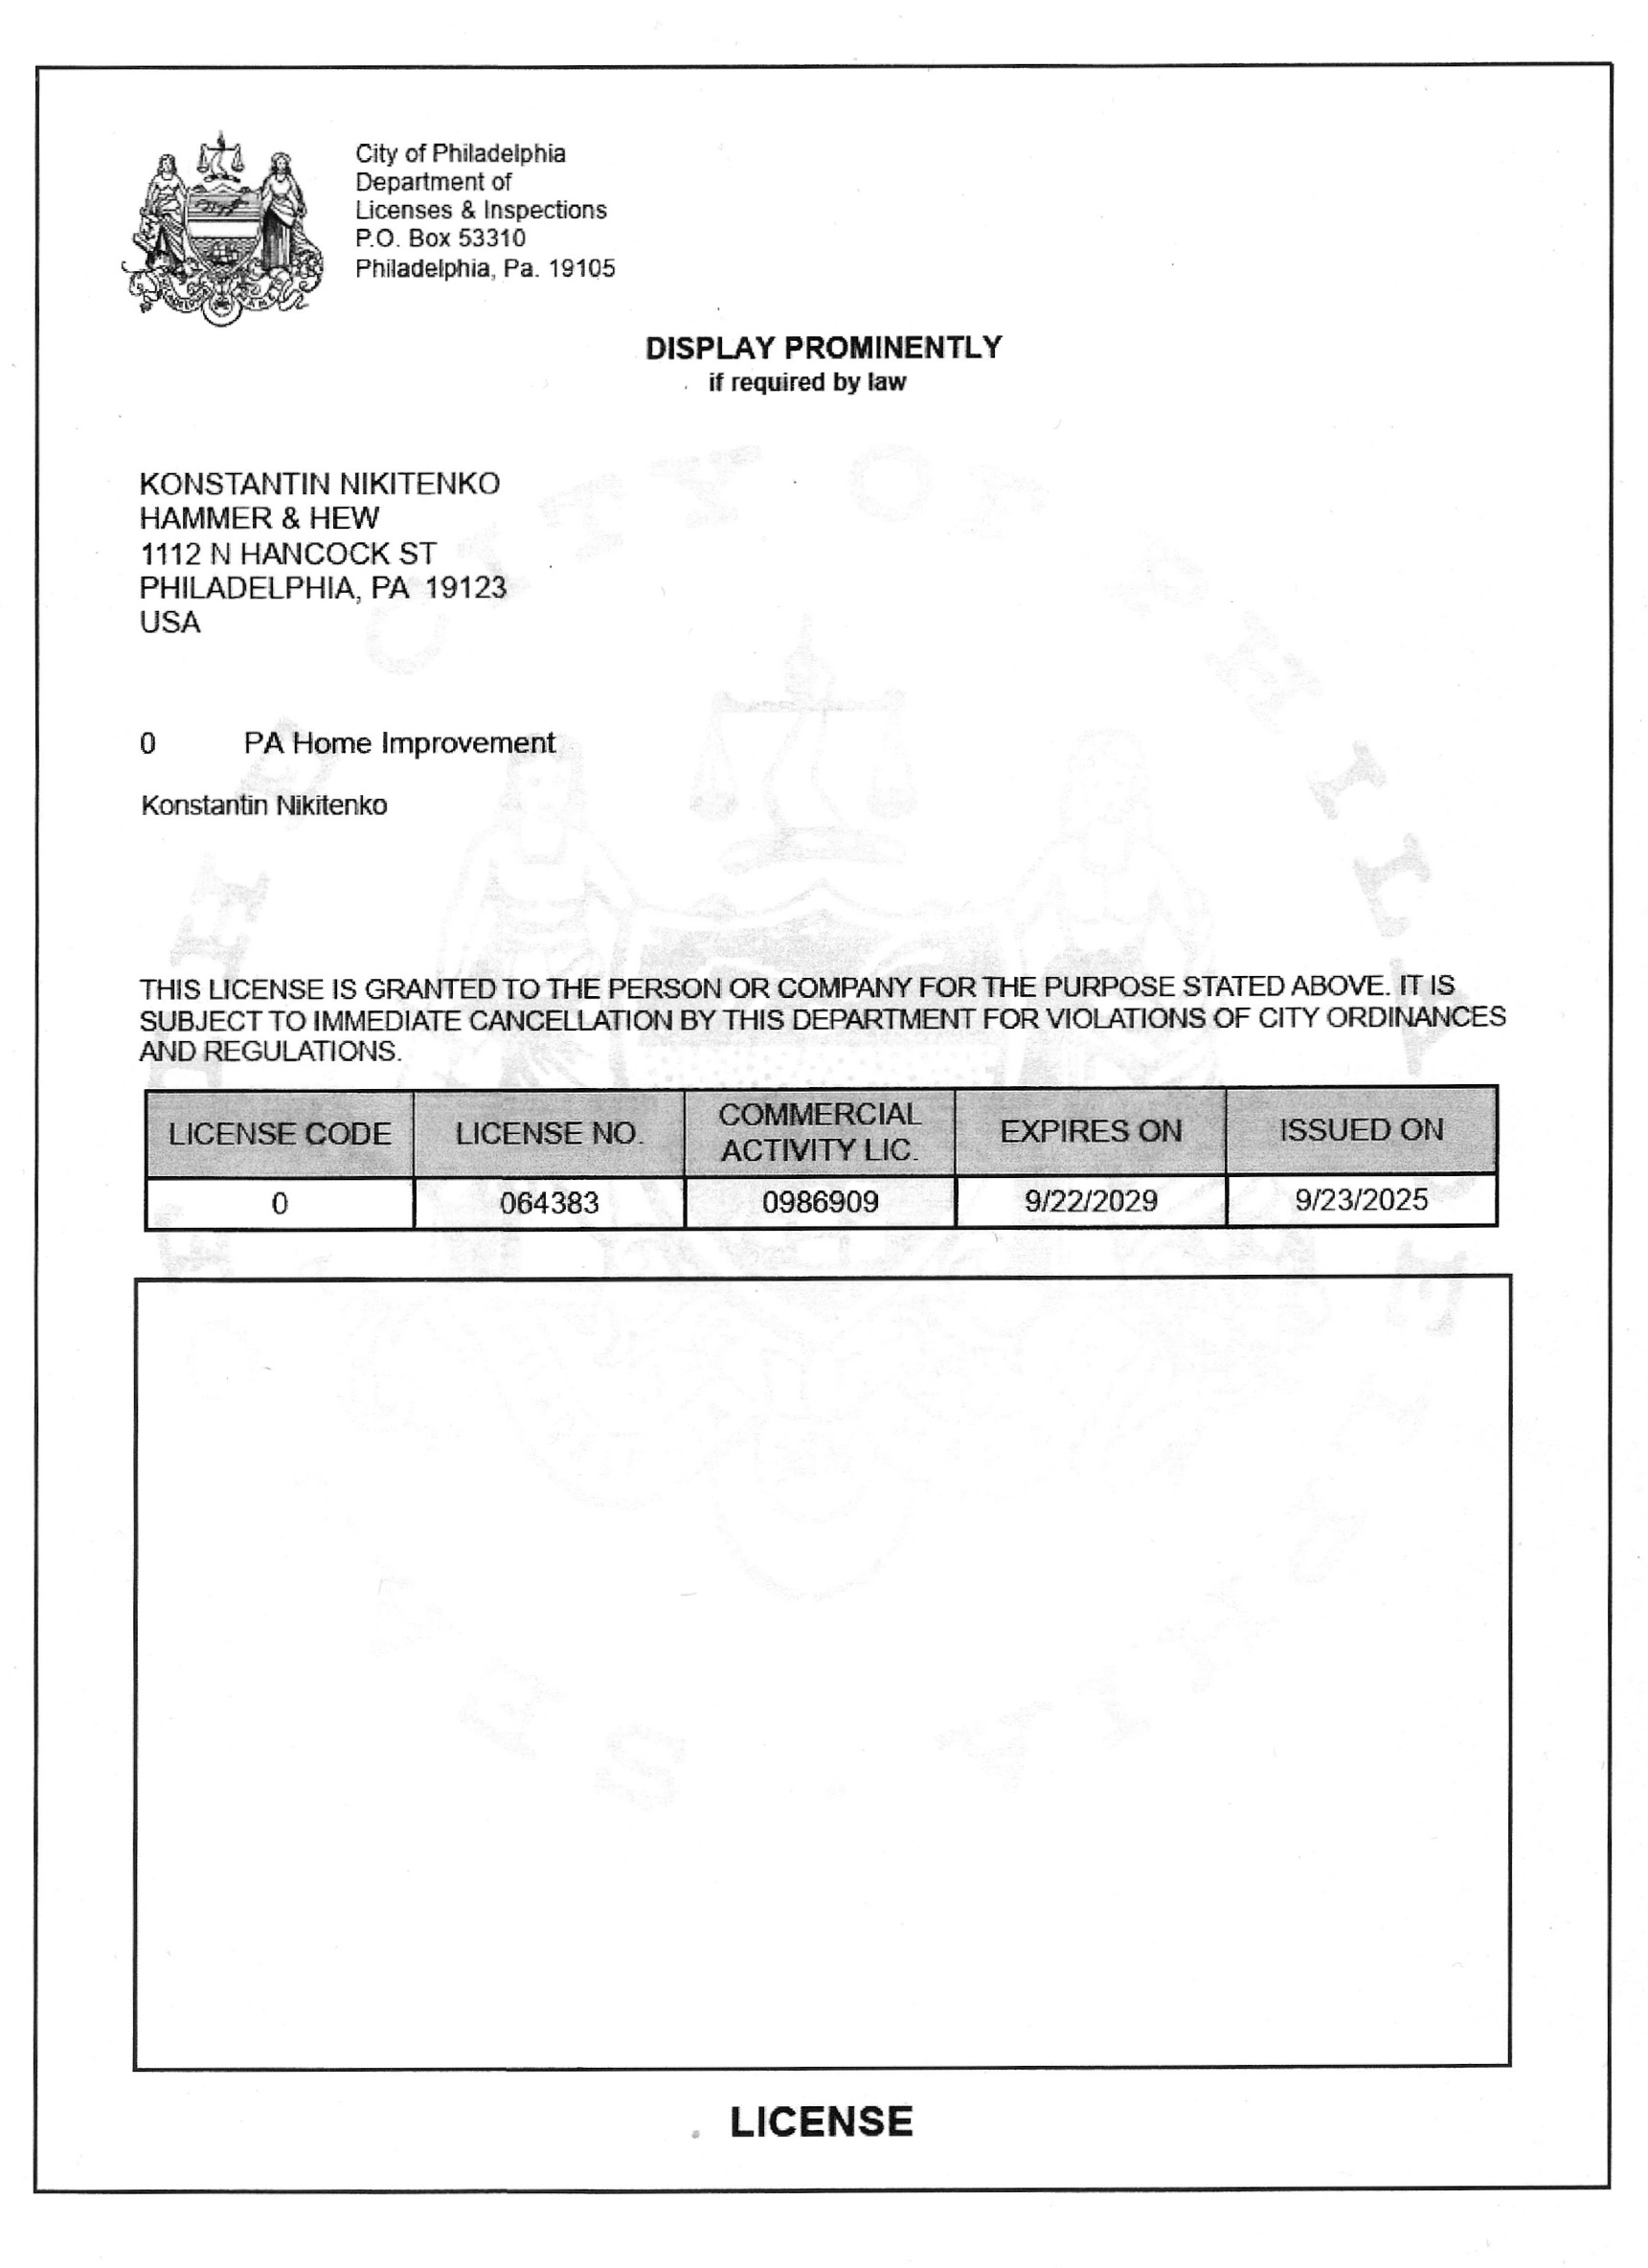 City of Philadelphia
Department of
Licenses & Inspections
P.O. Box 53310
Philadelphia, Pa. 19105
DISPLAY PROMINENTLY
if required by law
KONSTANTIN NIKITENKO
HAMMER & HEW
1112 N HANCOCK ST
PHILADELPHIA, PA 19123
USA
0 PA Home Improvement
Konstantin Nikitenko
THIS LICENSE IS GRANTED TO THE PERSON OR COMPANY FOR THE PURPOSE STATED ABOVE. IT IS
SUBJECT TO IMMEDIATE CANCELLATION BY THIS DEPARTMENT FOR VIOLATIONS OF CITY ORDINANCES
AND REGULATIONS.
LICENSE CODE LICENSE NO. COMMERCIAL ACTIVITY LIC. EXPIRES ON ISSUED ON
0 064383 0986909 9/22/2029 9/23/2025
LICENSE